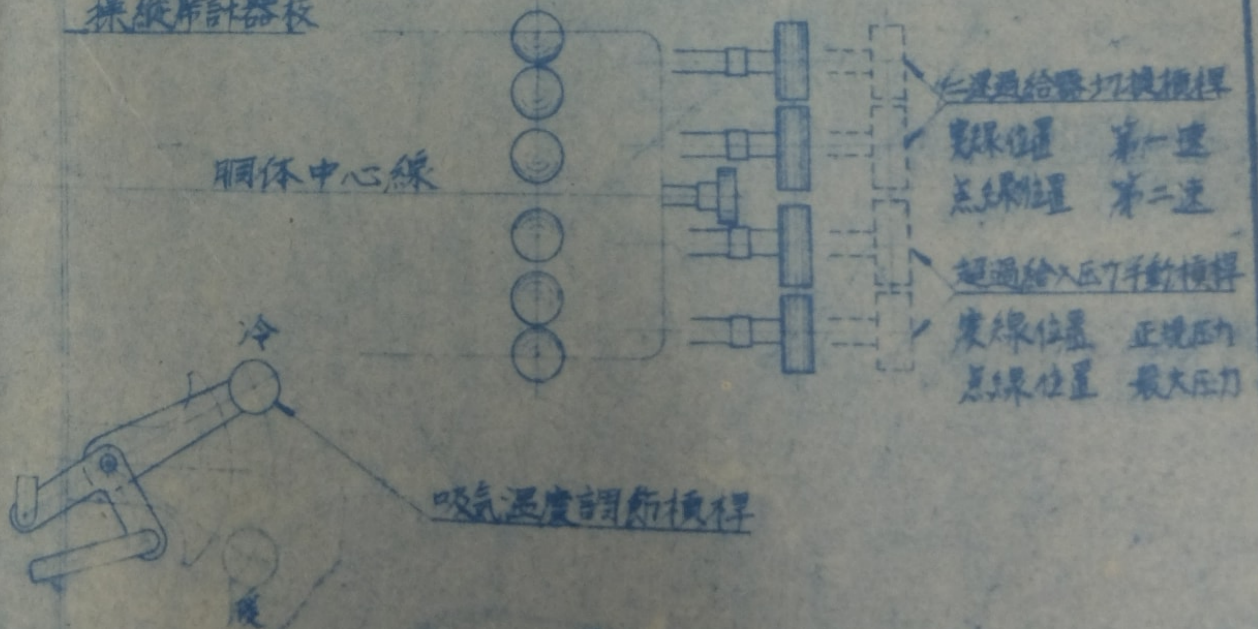 操縦席計器板
胴体中心線
二速過給器切換槓桿
実線位置 第一速
点線位置 第二速
超過給入圧力手動槓桿
実線位置 正規圧力
点線位置 最大圧力
冷
吸気温度調節槓桿
暖